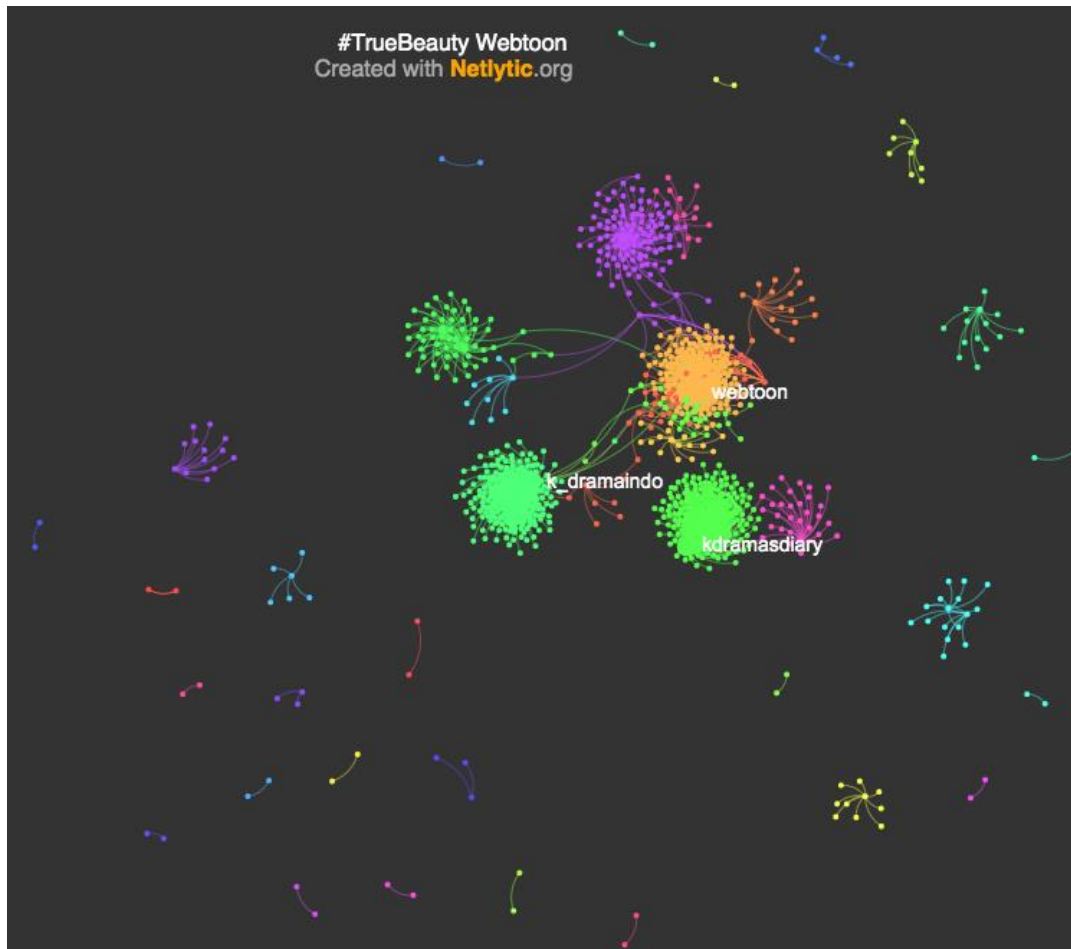 #TrueBeauty Webtoon
Created with Netlytic.org
webtoon
k_dramaindo
kdramasdiary